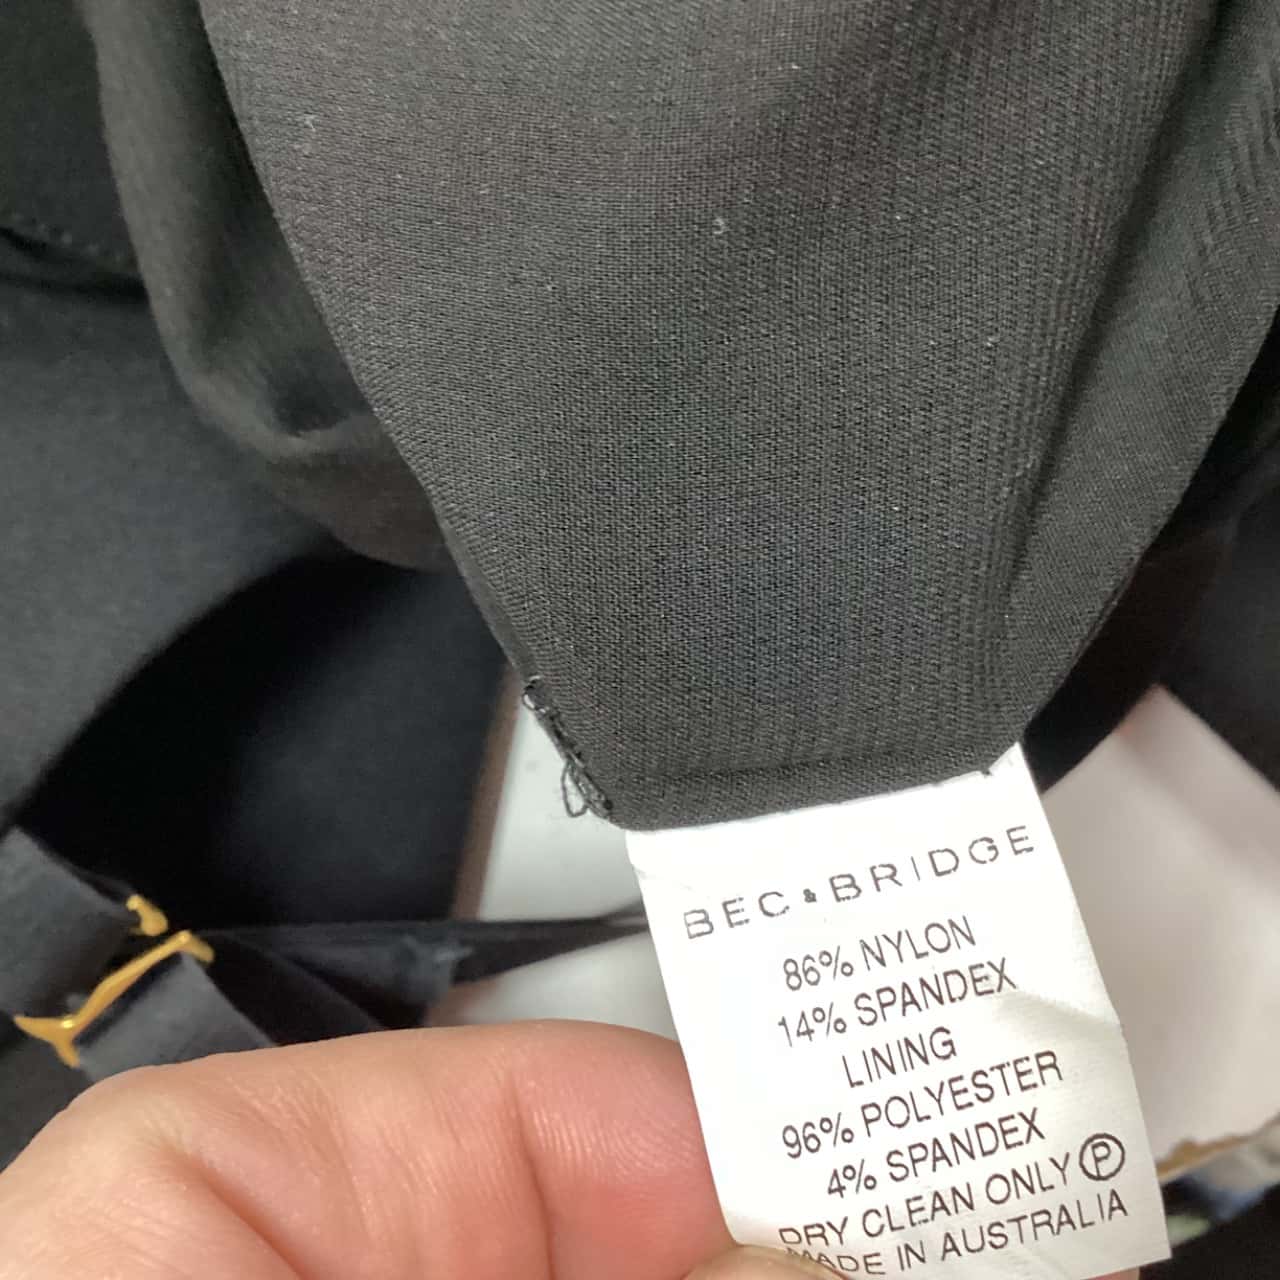 BEC & BRIDGE
86% NYLON
14% SPANDEX
LINING
96% POLYESTER
4% SPANDEX
DRY CLEAN ONLY Ⓟ
MADE IN AUSTRALIA